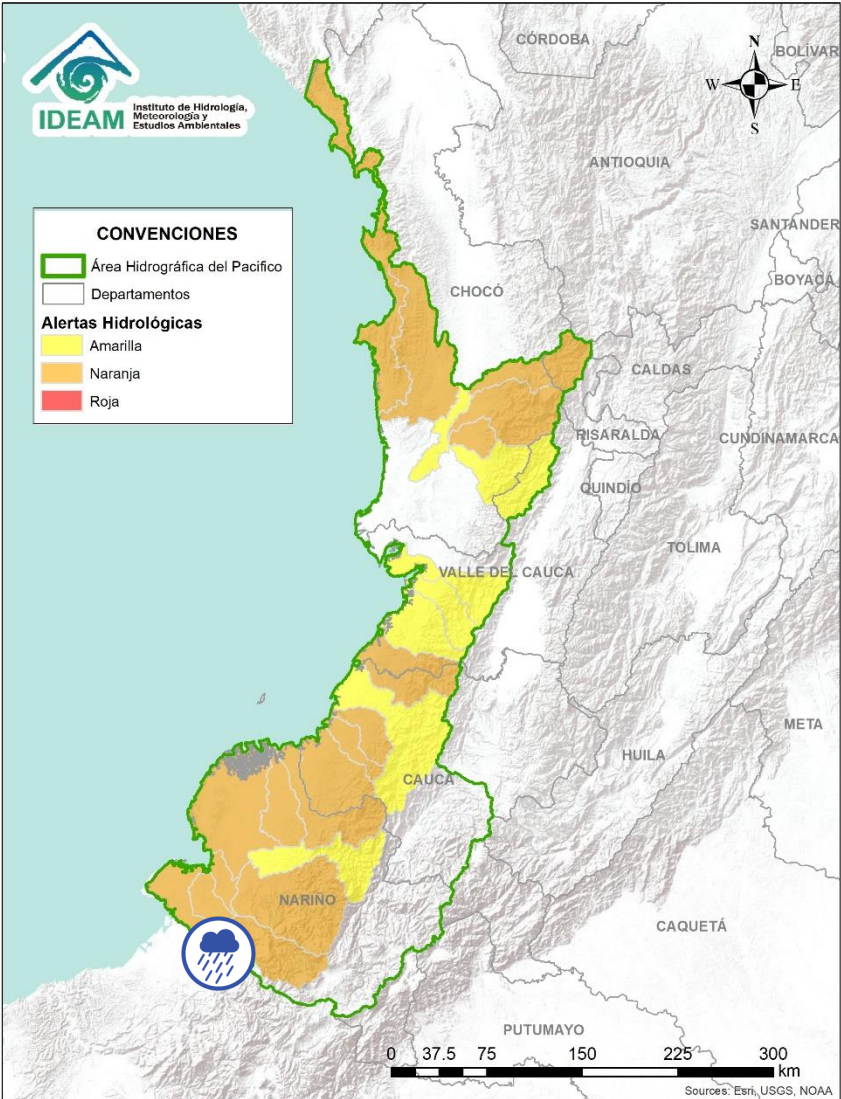 IDEAM
Instituto de Hidrología,
Meteorología y
Estudios Ambientales
CONVENCIONES
Área Hidrográfica del Pacifico
Departamentos
Alertas Hidrológicas
Amarilla
Naranja
Roja
N
W
E
S
CÓRDOBA
BOLÍVAR
ANTIOQUIA
SANTANDER
BOYACÁ
CHOCÓ
CALDAS
RISARALDA
CUNDINAMARCA
QUINDÍO
TOLIMA
VALLE DEL CAUCA
META
HUILA
CAUCA
NARIÑO
CAQUETÁ
PUTUMAYO
0 37.5 75 150 225 300
km
Sources: Esri, USGS, NOAA